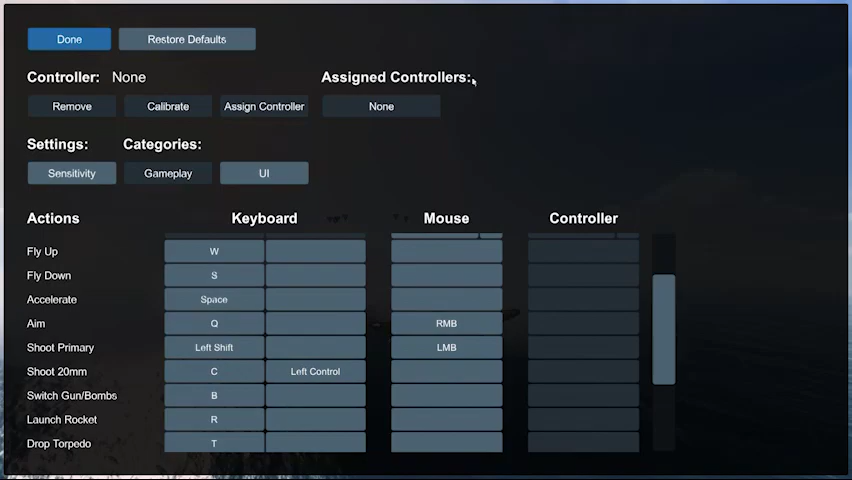 Done Restore Defaults
Controller: None Assigned Controllers:
Remove Calibrate Assign Controller None
Settings: Categories:
Sensitivity Gameplay UI
Actions Keyboard Mouse Controller
Fly Up W
Fly Down S
Accelerate Space
Aim Q RMB
Shoot Primary Left Shift LMB
Shoot 20mm C Left Control
Switch Gun/Bombs B
Launch Rocket R
Drop Torpedo T